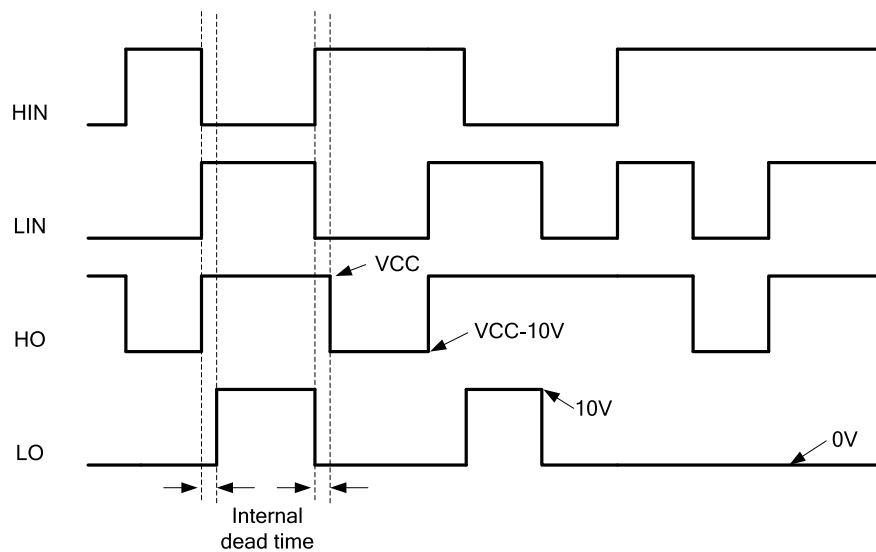 HIN
LIN
VCC
HO
VCC-10V
10V
0V
LO
Internal
dead time